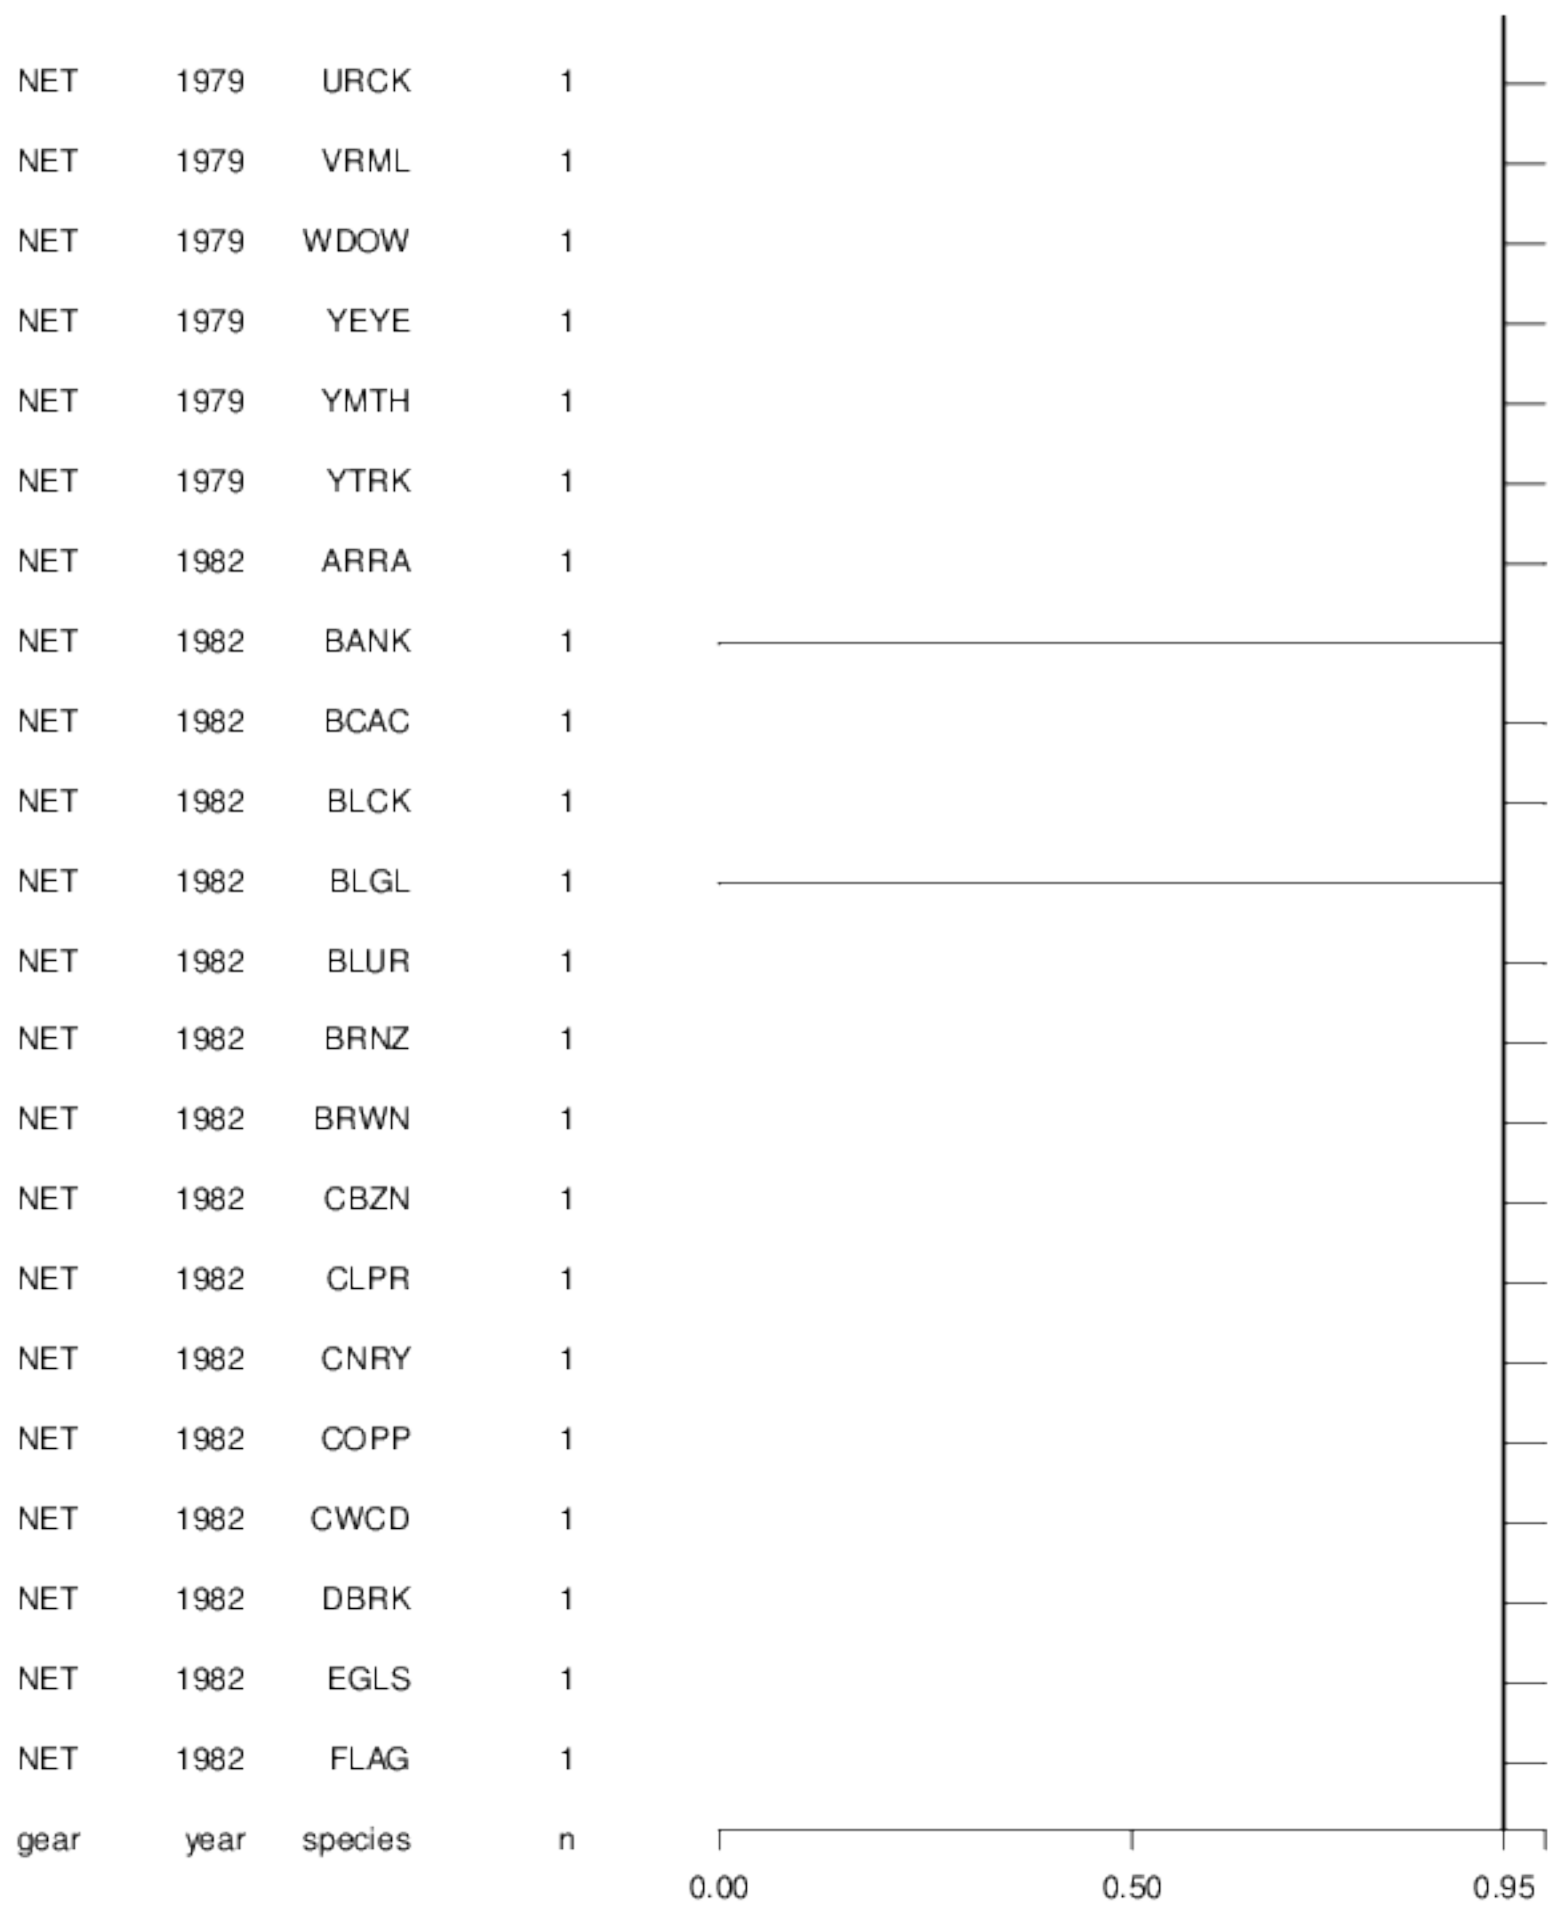 NET 1979 URCK 1
NET 1979 VRML 1
NET 1979 WDOW 1
NET 1979 YEYE 1
NET 1979 YMTH 1
NET 1979 YTRK 1
NET 1982 ARRA 1
NET 1982 BANK 1
NET 1982 BCAC 1
NET 1982 BLCK 1
NET 1982 BLGL 1
NET 1982 BLUR 1
NET 1982 BRNZ 1
NET 1982 BRWN 1
NET 1982 CBZN 1
NET 1982 CLPR 1
NET 1982 CNRY 1
NET 1982 COPP 1
NET 1982 CWCD 1
NET 1982 DBRK 1
NET 1982 EGLS 1
NET 1982 FLAG 1
gear year species n
0.00 0.50 0.95